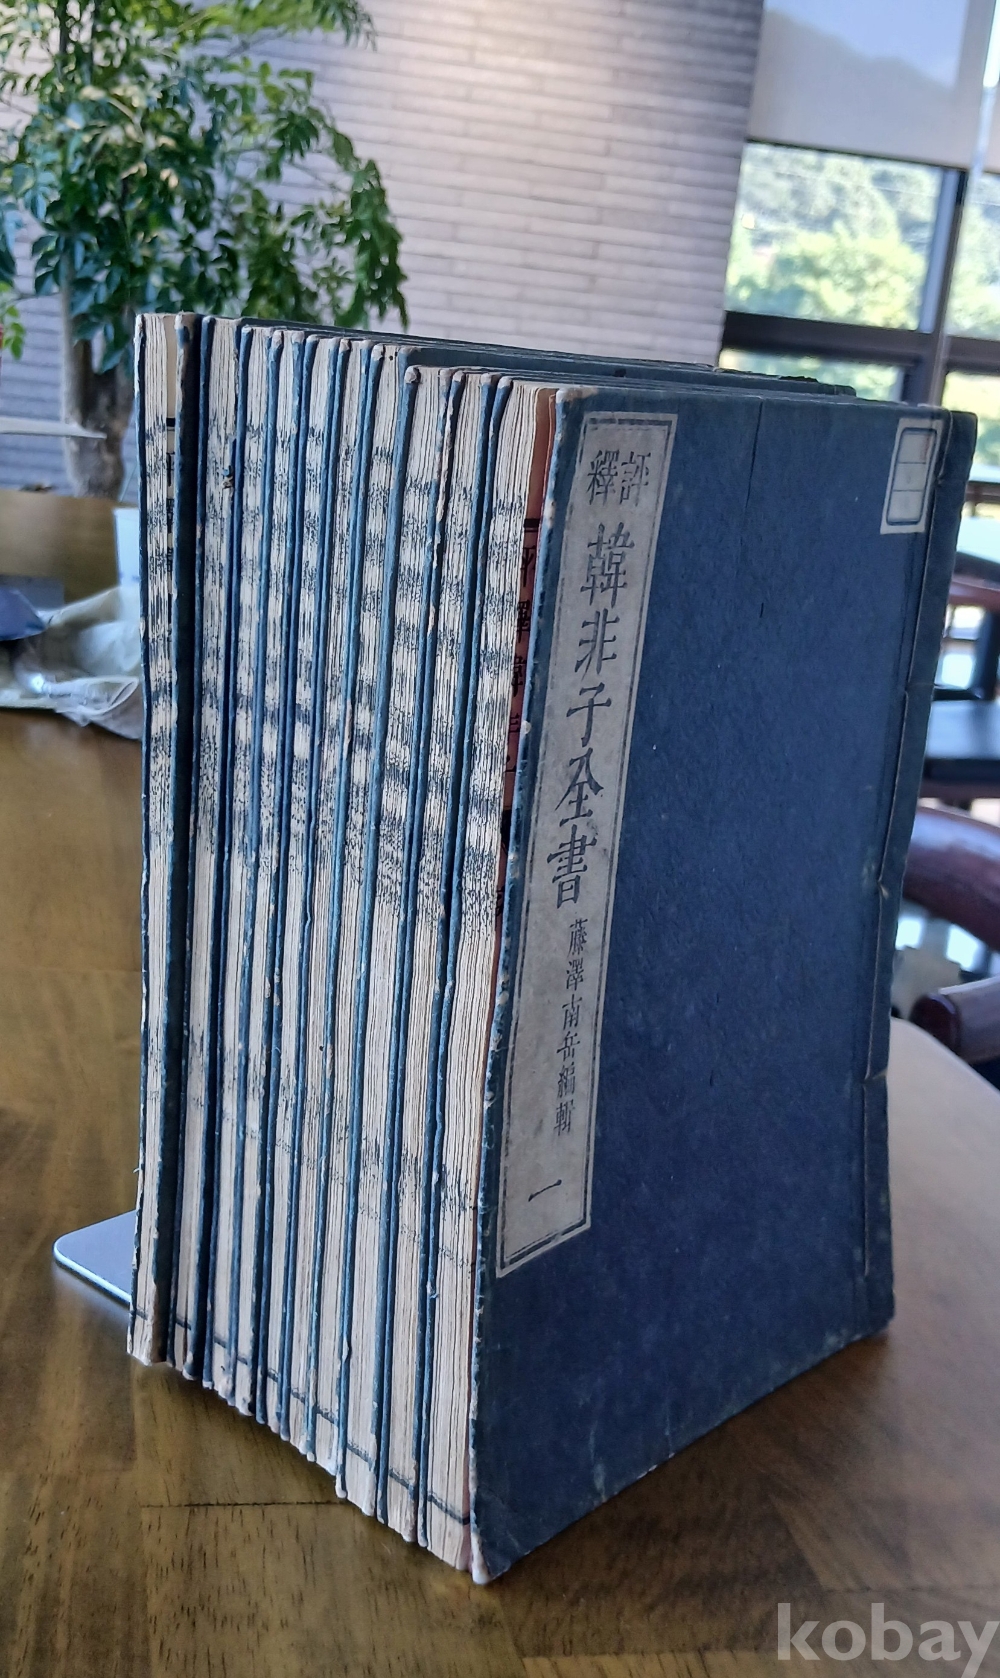 評釋
韓非子全書
藤澤南岳編輯
一
kobay